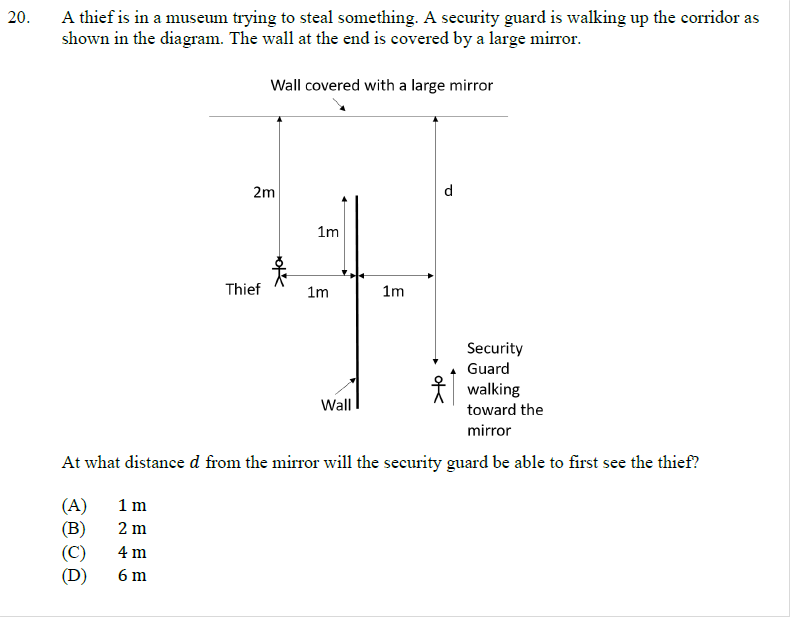 20. A thief is in a museum trying to steal something. A security guard is walking up the corridor as
shown in the diagram. The wall at the end is covered by a large mirror.
Wall covered with a large mirror
2m
d
1m
Thief
1m
1m
Security
Guard
walking
toward the
mirror
Wall
At what distance d from the mirror will the security guard be able to first see the thief?
(A) 1 m
(B) 2 m
(C) 4 m
(D) 6 m